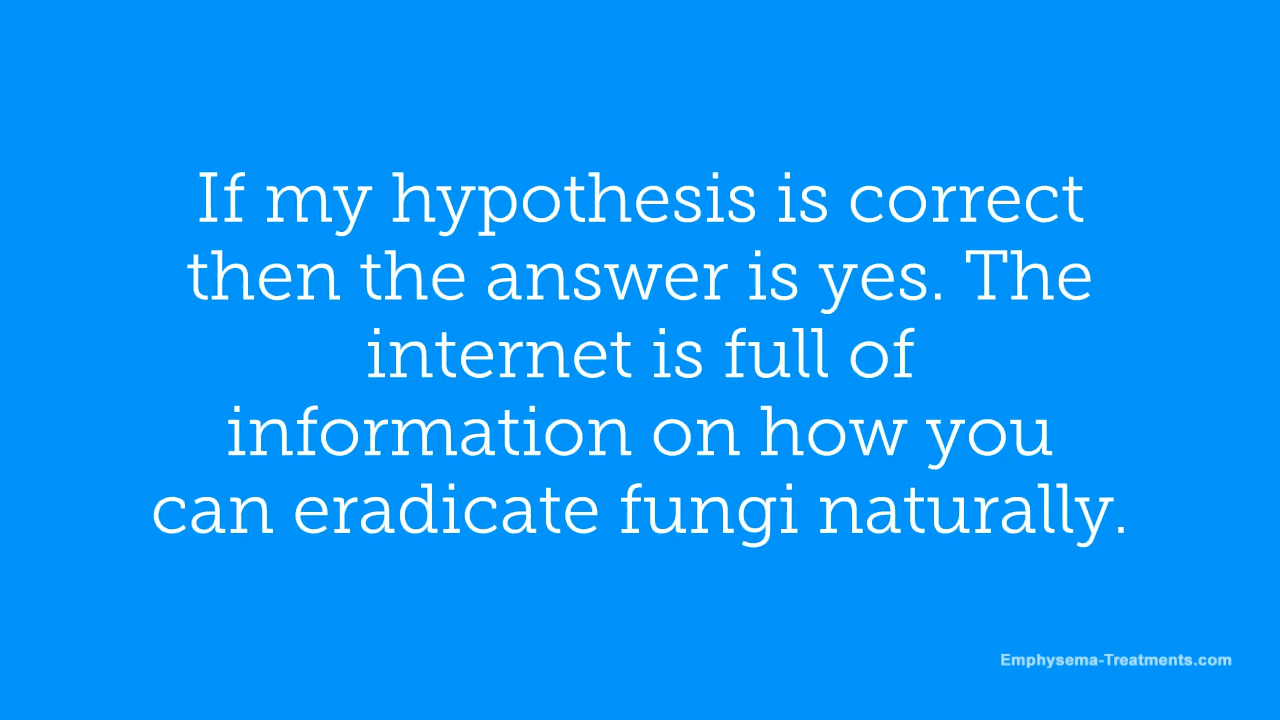 If my hypothesis is correct
then the answer is yes. The
internet is full of
information on how you
can eradicate fungi naturally.
Emphysema-Treatments.com